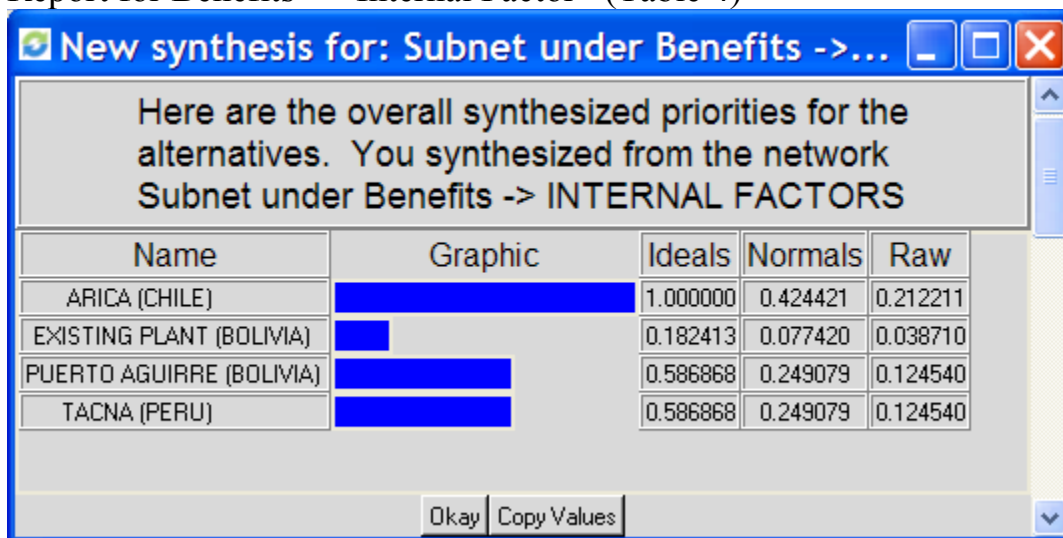 New synthesis for: Subnet under Benefits ->...
Here are the overall synthesized priorities for the
alternatives. You synthesized from the network
Subnet under Benefits -> INTERNAL FACTORS
Name Graphic Ideals Normals Raw
ARICA (CHILE) 1.000000 0.424421 0.212211
EXISTING PLANT (BOLIVIA) 0.182413 0.077420 0.038710
PUERTO AGUIRRE (BOLIVIA) 0.586868 0.249079 0.124540
TACNA (PERU) 0.586868 0.249079 0.124540
Okay Copy Values